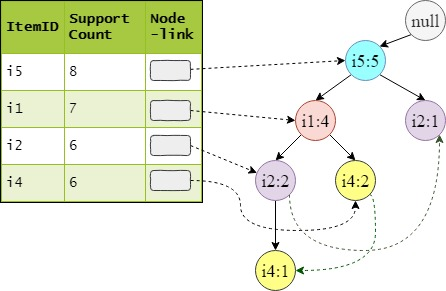 ItemID Support Count Node -link
i5 8
i1 7
i2 6
i4 6
null
i5:5
i1:4 i2:1
i2:2 i4:2
i4:1